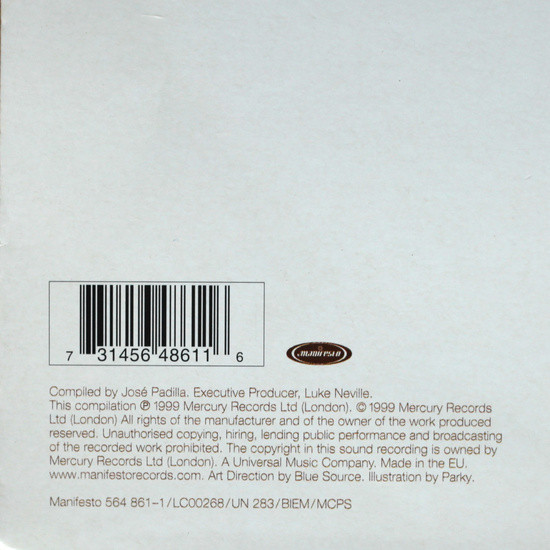 7 31456 48611 6
manifesto
Compiled by José Padilla. Executive Producer, Luke Neville.
This compilation ℗ 1999 Mercury Records Ltd (London). © 1999 Mercury Records
Ltd (London) All rights of the manufacturer and of the owner of the work produced
reserved. Unauthorised copying, hiring, lending public performance and broadcasting
of the recorded work prohibited. The copyright in this sound recording is owned by
Mercury Records Ltd (London). A Universal Music Company. Made in the EU.
www.manifestorecords.com. Art Direction by Blue Source. Illustration by Parky.
Manifesto 564 861–1/LC00268/UN 283/BIEM/MCPS